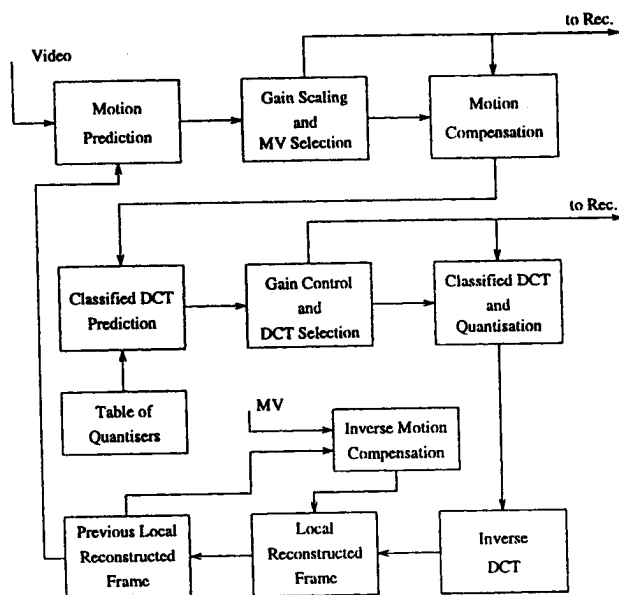 to Rec.
Video
Motion
Prediction
Gain Scaling
and
MV Selection
Motion
Compensation
to Rec.
Classified DCT
Prediction
Gain Control
and
DCT Selection
Classified DCT
and
Quantisation
Table of
Quantisers
MV
Inverse Motion
Compensation
Previous Local
Reconstructed
Frame
Local
Reconstructed
Frame
Inverse
DCT